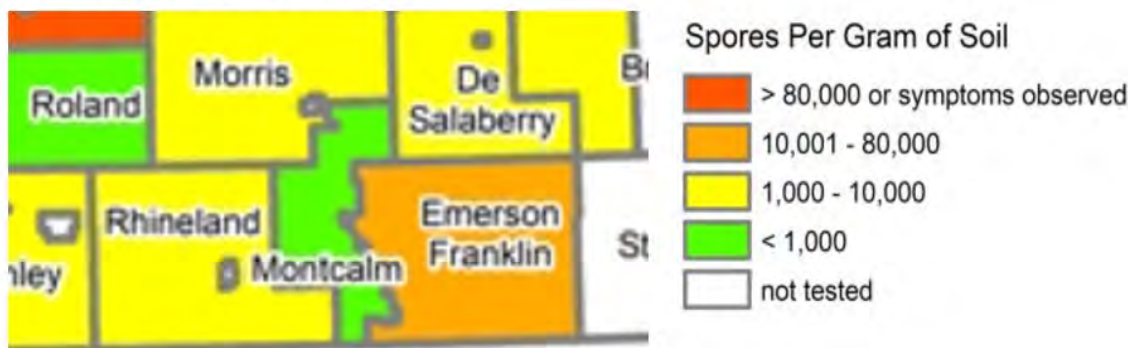 Morris
De
Salaberry
Roland
Rhineland
Montcalm
Emerson
Franklin
Spores Per Gram of Soil
> 80,000 or symptoms observed
10,001 - 80,000
1,000 - 10,000
< 1,000
not tested